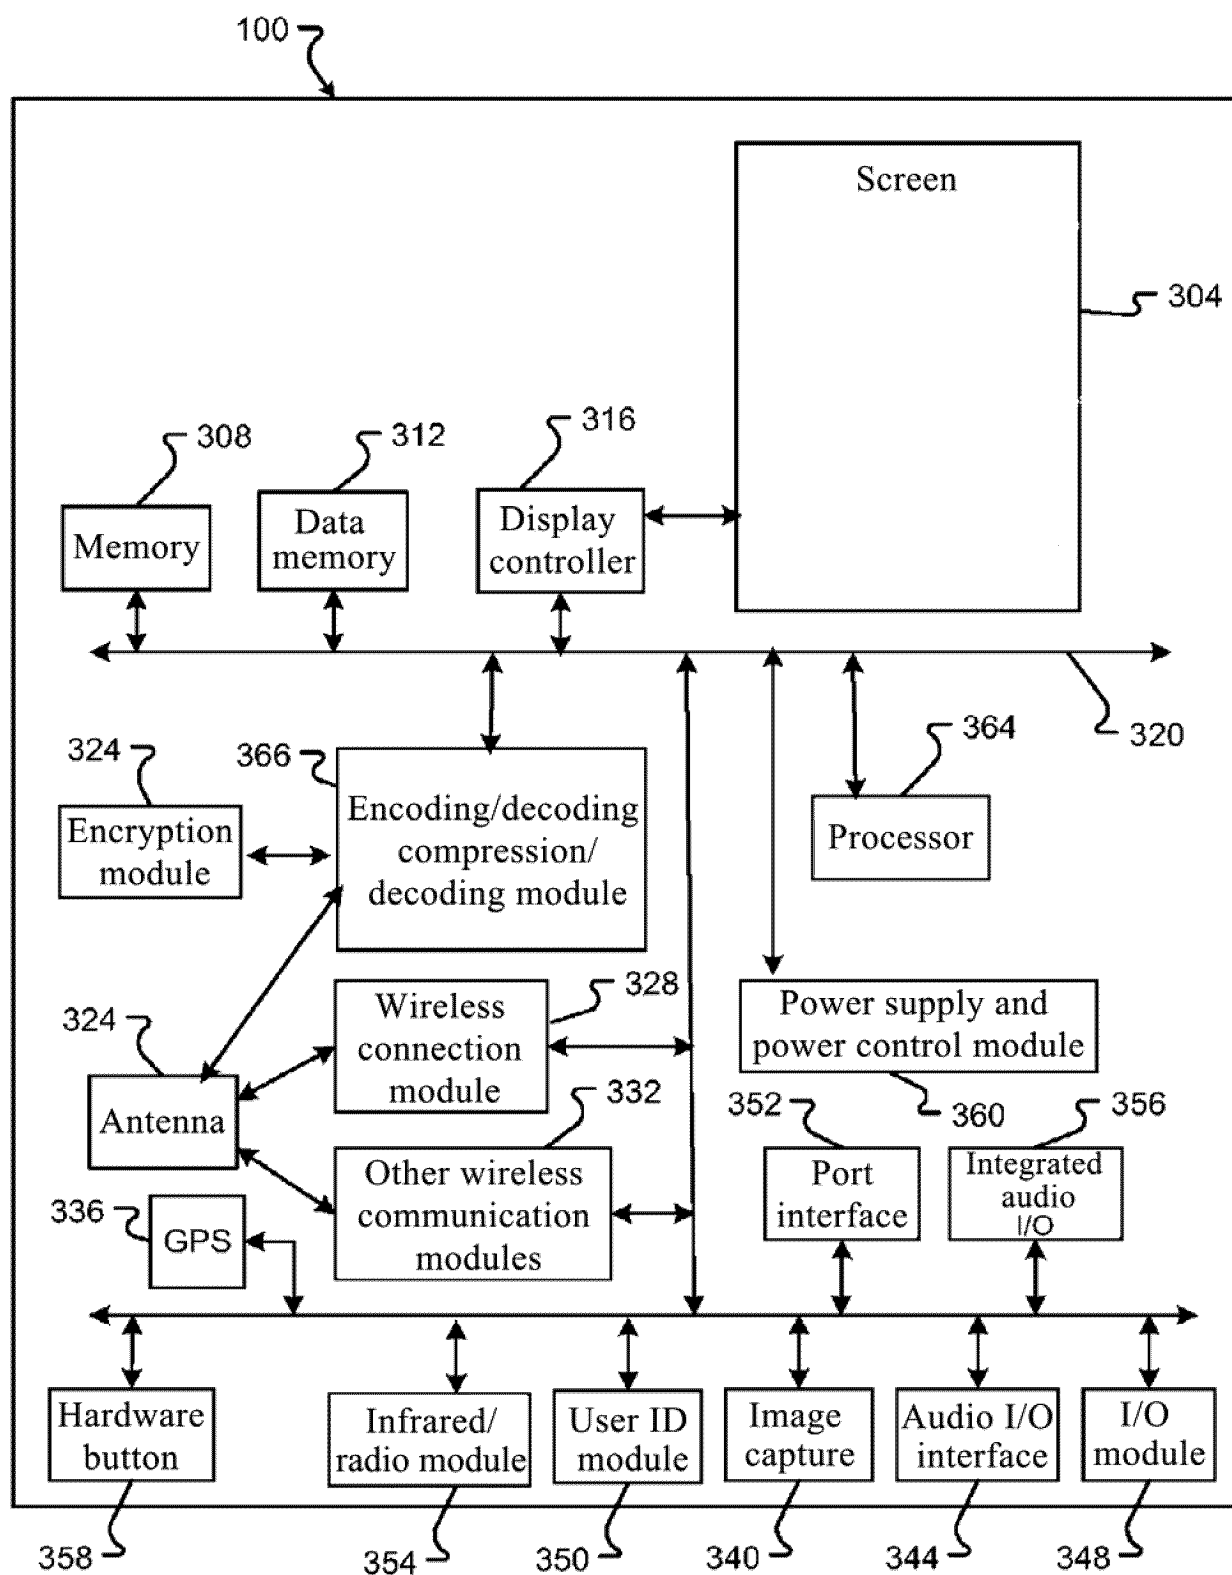 100
Screen
304
308
312
316
Memory
Data
memory
Display
controller
320
324
366
364
Encryption
module
Encoding/decoding
compression/
decoding module
Processor
324
328
Wireless
connection
module
Power supply and
power control module
Antenna
332
352
360
356
336
GPS
Other wireless
communication
modules
Port
interface
Integrated
audio
I/O
Hardware
button
Infrared/
radio module
User ID
module
Image
capture
Audio I/O
interface
I/O
module
358
354
350
340
344
348